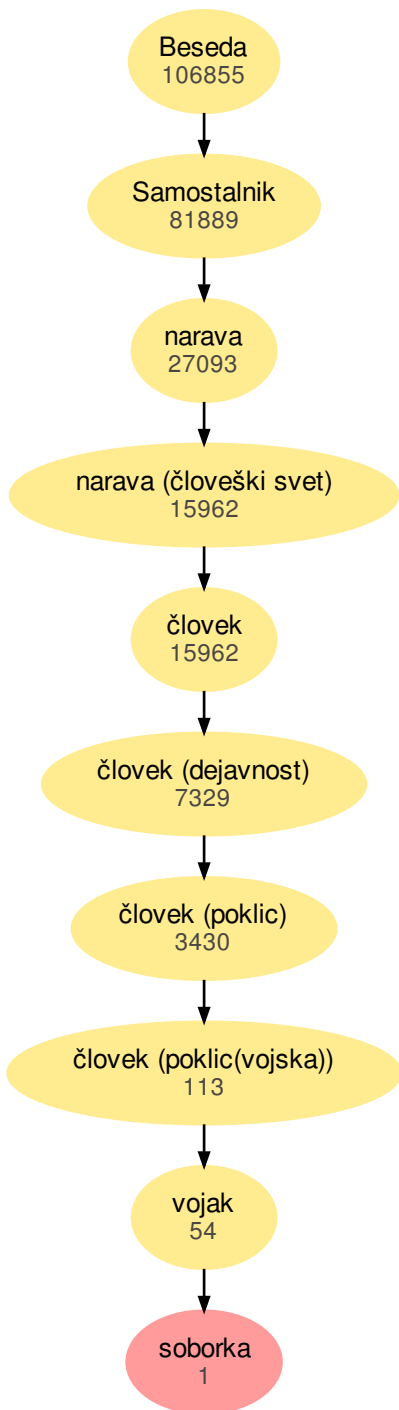 Beseda
106855
Samostalnik
81889
narava
27093
narava (človeški svet)
15962
človek
15962
človek (dejavnost)
7329
človek (poklic)
3430
človek (poklic(vojska))
113
vojak
54
soborka
1